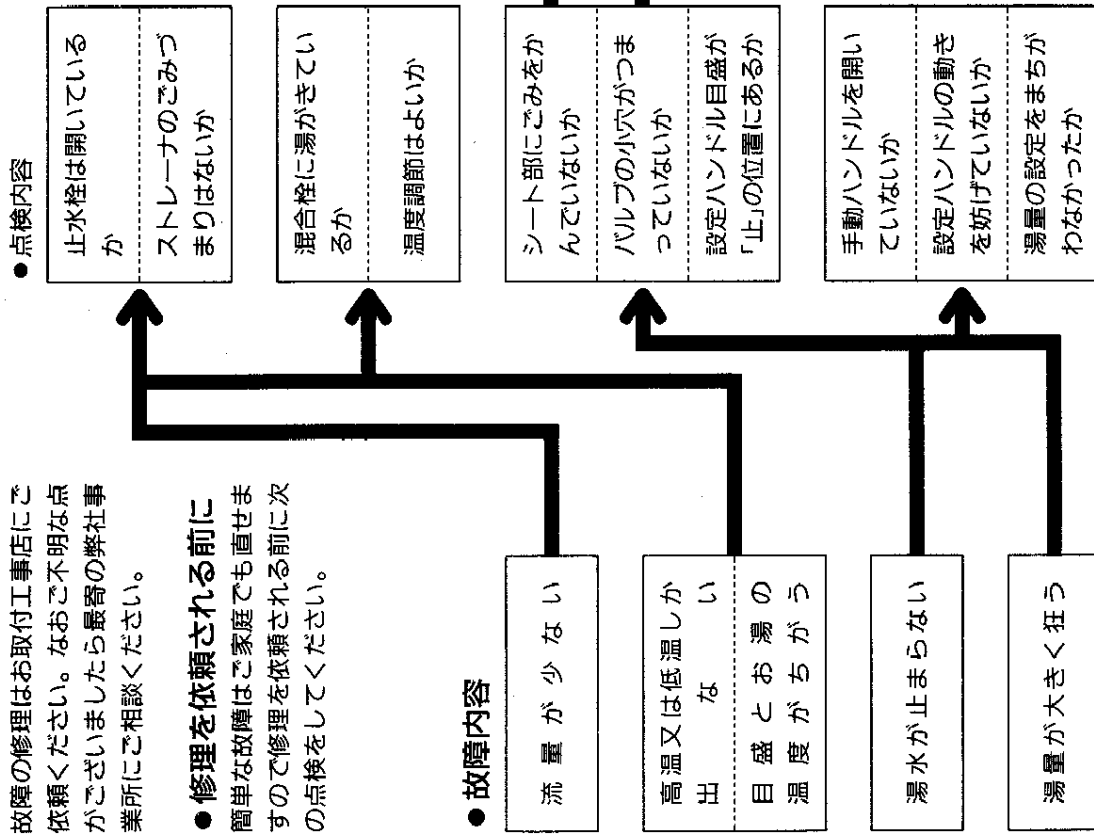 故障の修理はお取付工事店にご
依頼ください。なおご不明な点
がございましたら最寄の弊社事
業所にご相談ください。
●修理を依頼される前に
簡単な故障はご家庭でも直せま
すので修理を依頼される前に次
の点検をしてください。
●故障内容
流量が少ない
高温又は低温しか
出ない
目盛とお湯の
温度がちがう
湯水が止まらない
湯量が大きく狂う
●点検内容
止水栓は開いている
か
ストレーナのごみづ
まりはないか
混合栓に湯がきてい
るか
温度調節はよいか
シート部にごみをか
んでいないか
バルブの小穴がつま
っていないか
設定ハンドル目盛が
「止」の位置にあるか
手動ハンドルを開い
ていないか
設定ハンドルの動き
を妨げていないか
湯量の設定をまちが
わなかったか